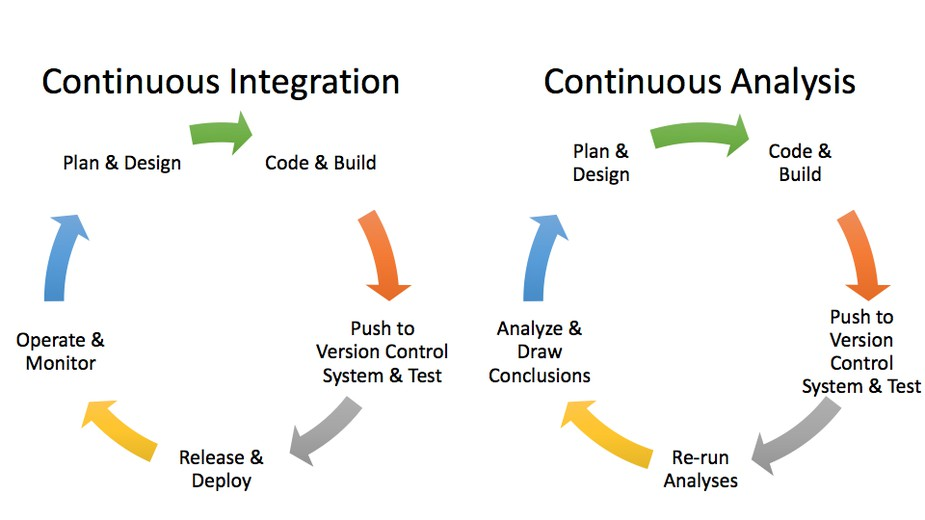 Continuous Integration
Plan & Design
Code & Build
Push to
Version Control
System & Test
Release &
Deploy
Operate &
Monitor
Continuous Analysis
Plan &
Design
Code &
Build
Push to
Version
Control
System & Test
Re-run
Analyses
Analyze &
Draw
Conclusions